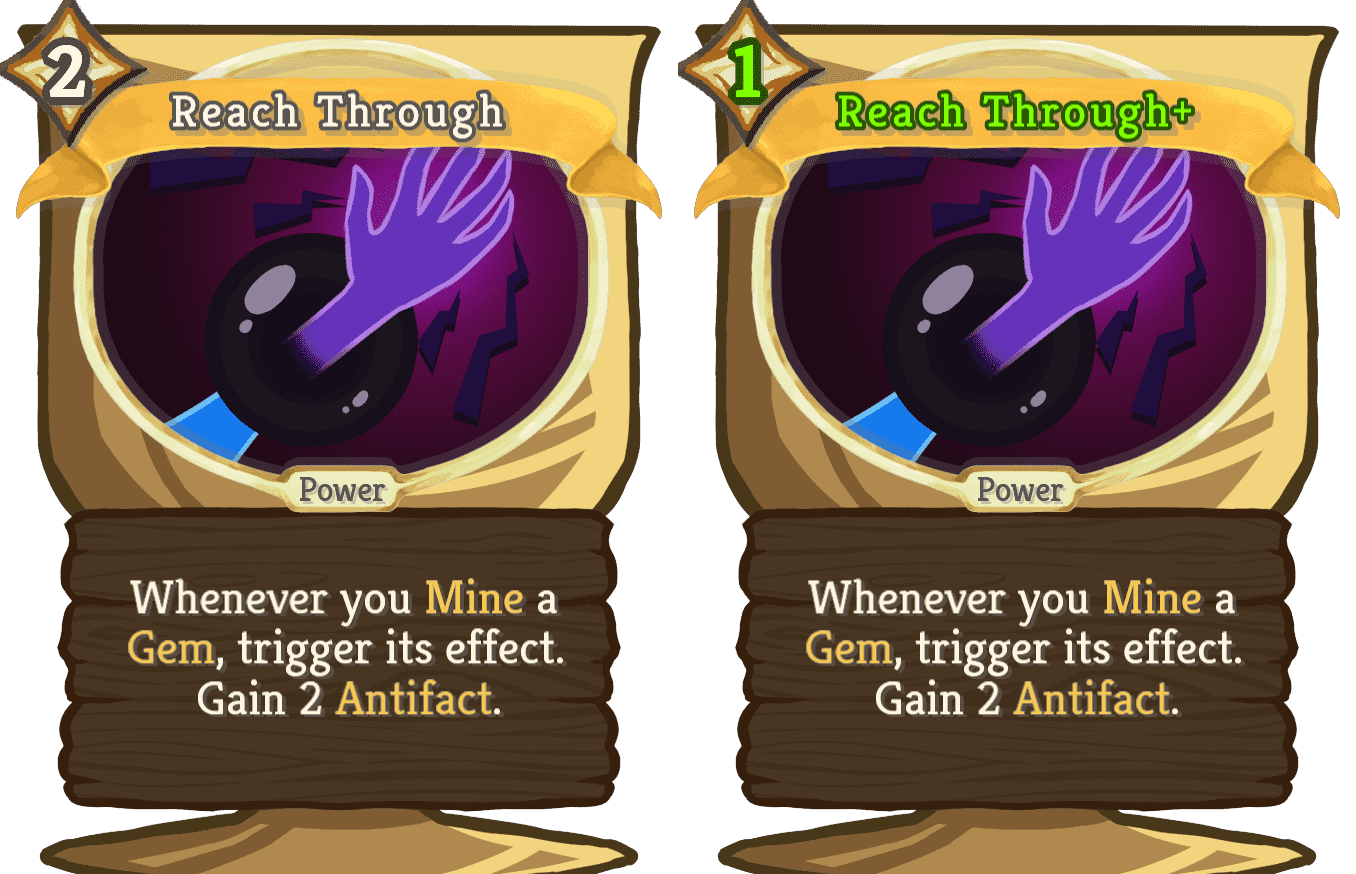 2
Reach Through
Power
Whenever you Mine a
Gem, trigger its effect.
Gain 2 Antifact.
1
Reach Through+
Power
Whenever you Mine a
Gem, trigger its effect.
Gain 2 Antifact.